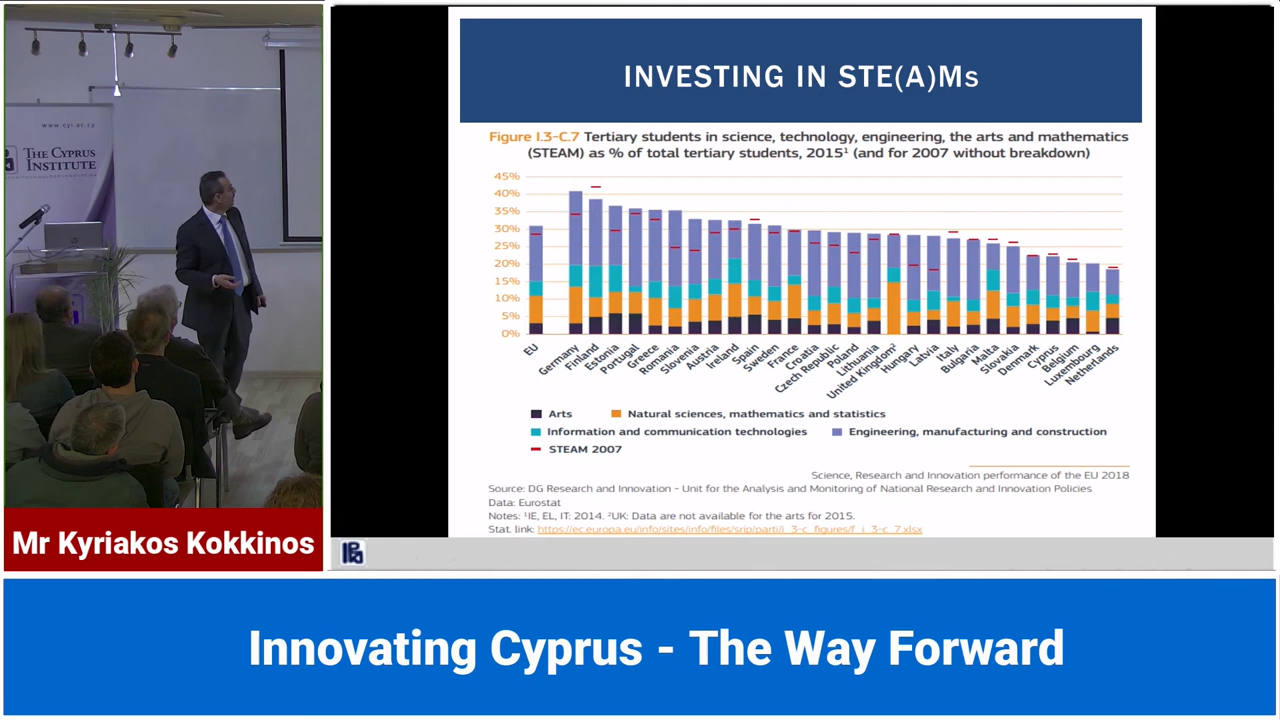 www.cyi.ac.cy
THE CYPRUS
INSTITUTE
INVESTING IN STE(A)Ms
Figure I.3-C.7 Tertiary students in science, technology, engineering, the arts and mathematics
(STEAM) as % of total tertiary students, 2015¹ (and for 2007 without breakdown)
45%
40%
35%
30%
25%
20%
15%
10%
5%
0%
EU
Germany
Finland
Estonia
Portugal
Greece
Romania
Slovenia
Austria
Ireland
Spain
Sweden
France
Croatia
Czech Republic
Poland
Lithuania
United Kingdom²
Hungary
Latvia
Italy
Bulgaria
Malta
Slovakia
Denmark
Cyprus
Belgium
Luxembourg
Netherlands
Arts
Natural sciences, mathematics and statistics
Information and communication technologies
Engineering, manufacturing and construction
STEAM 2007
Science, Research and Innovation performance of the EU 2018
Source: DG Research and Innovation - Unit for the Analysis and Monitoring of National Research and Innovation Policies
Data: Eurostat
Notes: ¹IE, EL, IT: 2014. ²UK: Data are not available for the arts for 2015.
Stat. link: https://ec.europa.eu/info/sites/info/files/srip/parti/i_3-c_figures/f_i_3-c_7.xlsx
Mr Kyriakos Kokkinos
Innovating Cyprus - The Way Forward